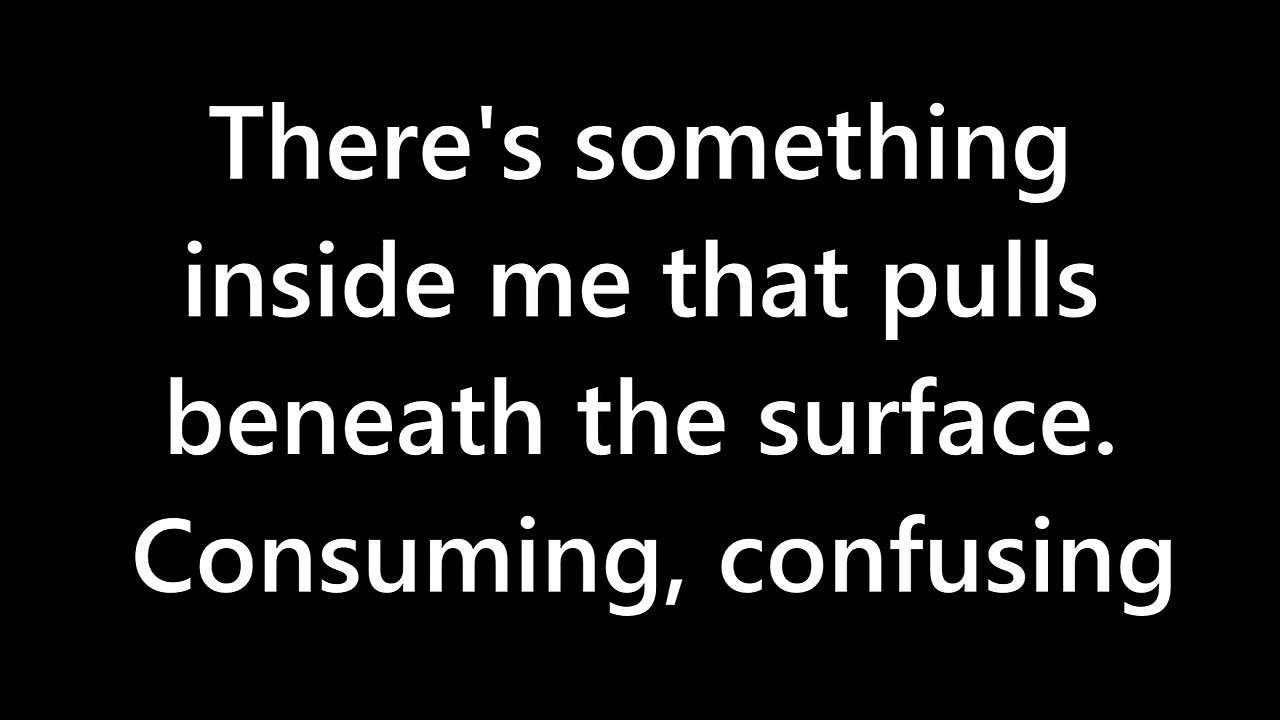 There's something
inside me that pulls
beneath the surface.
Consuming, confusing